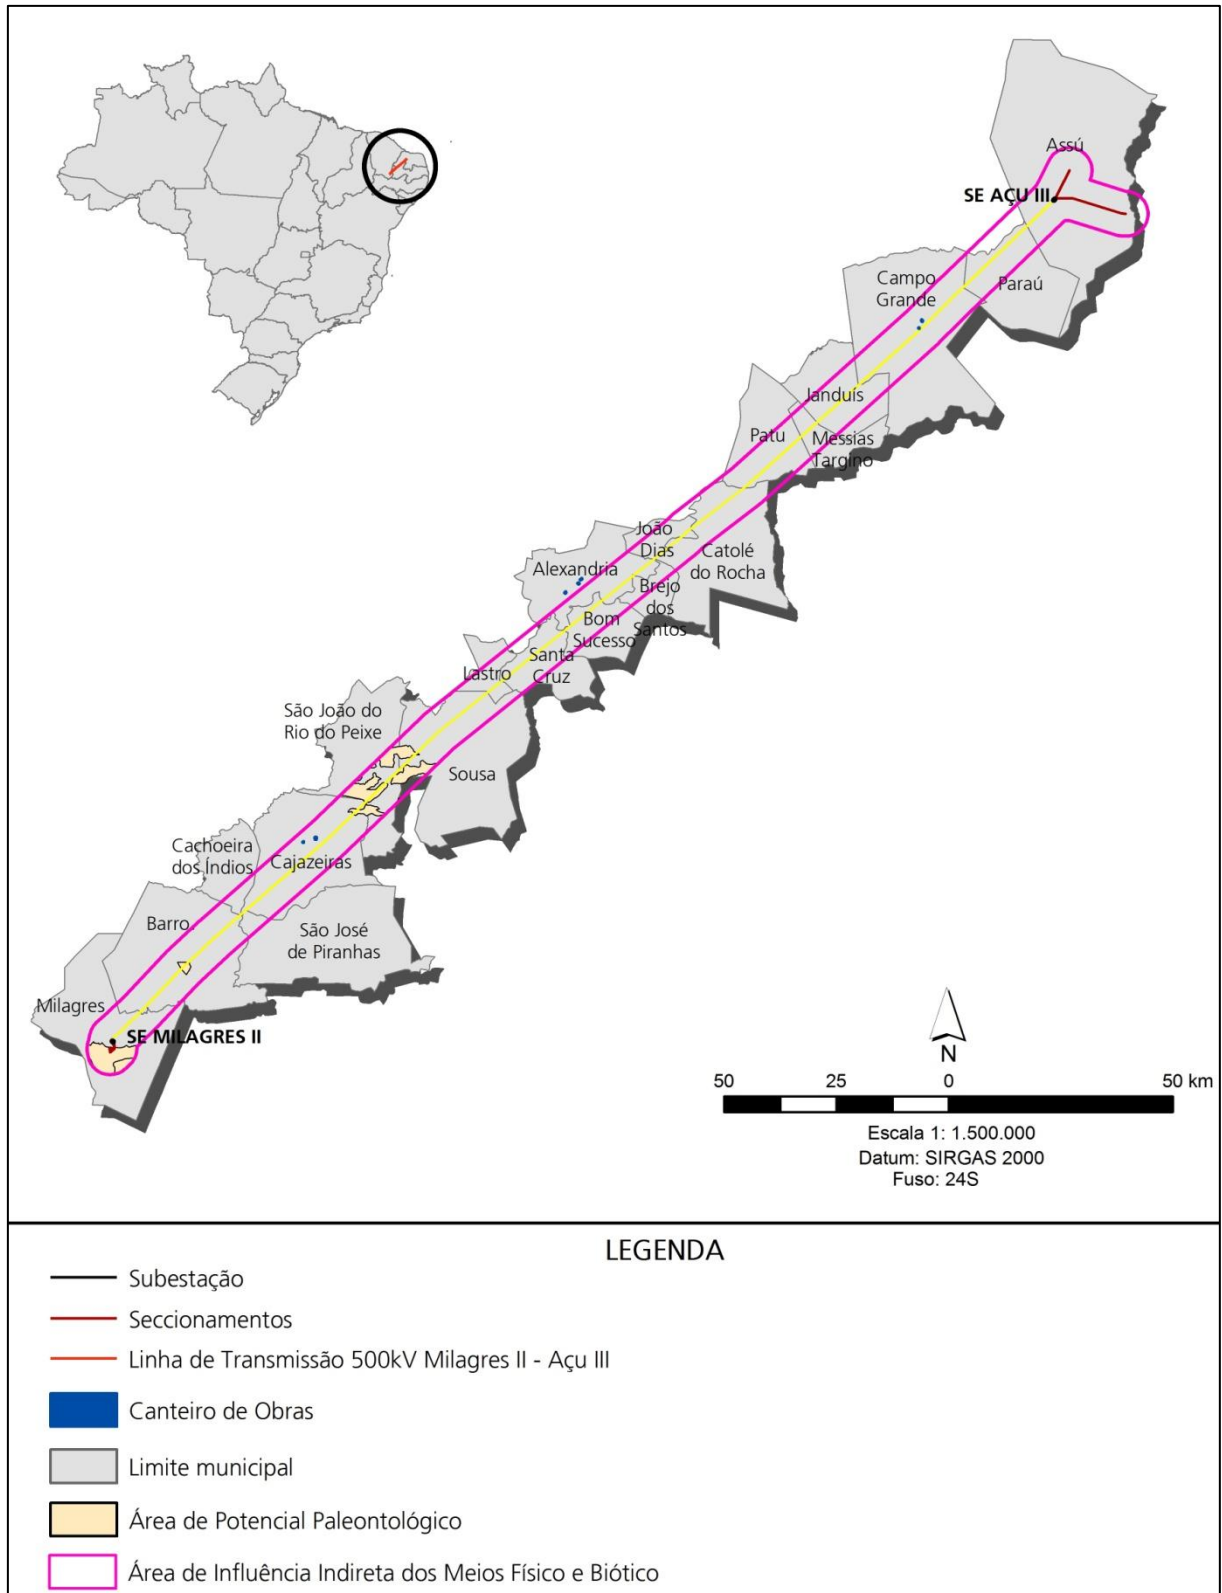 Assú
SE AÇU III
Campo
Grande
Paraú
Janduís
Patu
Messias
Targino
João
Dias
Catolé
do Rocha
Alexandria
Brejo
dos
Santos
Bom
Sucesso
Santa
Cruz
Lastro
São João do
Rio do Peixe
Sousa
Cachoeira
dos Índios
Cajazeiras
Barro
São José
de Piranhas
Milagres
SE MILAGRES II
N
50 25 0 50 km
Escala 1: 1.500.000
Datum: SIRGAS 2000
Fuso: 24S
LEGENDA
Subestação
Seccionamentos
Linha de Transmissão 500kV Milagres II - Açu III
Canteiro de Obras
Limite municipal
Área de Potencial Paleontológico
Área de Influência Indireta dos Meios Físico e Biótico